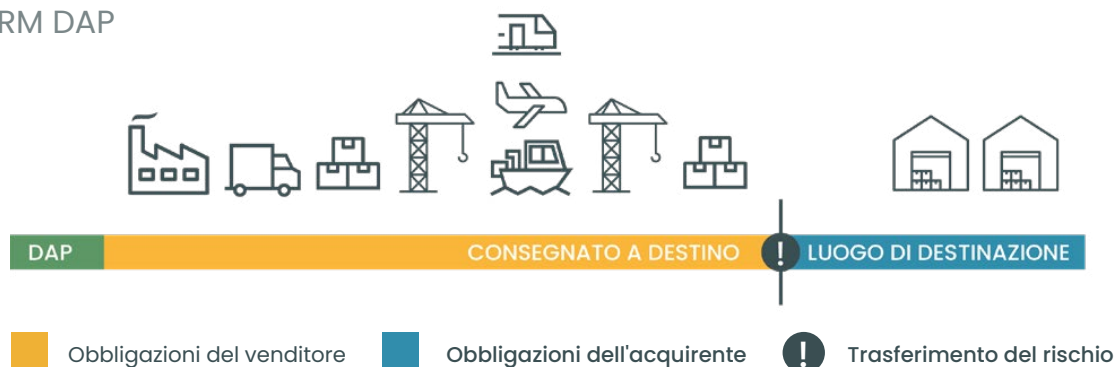 RM DAP
DAP CONSEGNATO A DESTINO ! LUOGO DI DESTINAZIONE
Obbligazioni del venditore Obbligazioni dell'acquirente ! Trasferimento del rischio